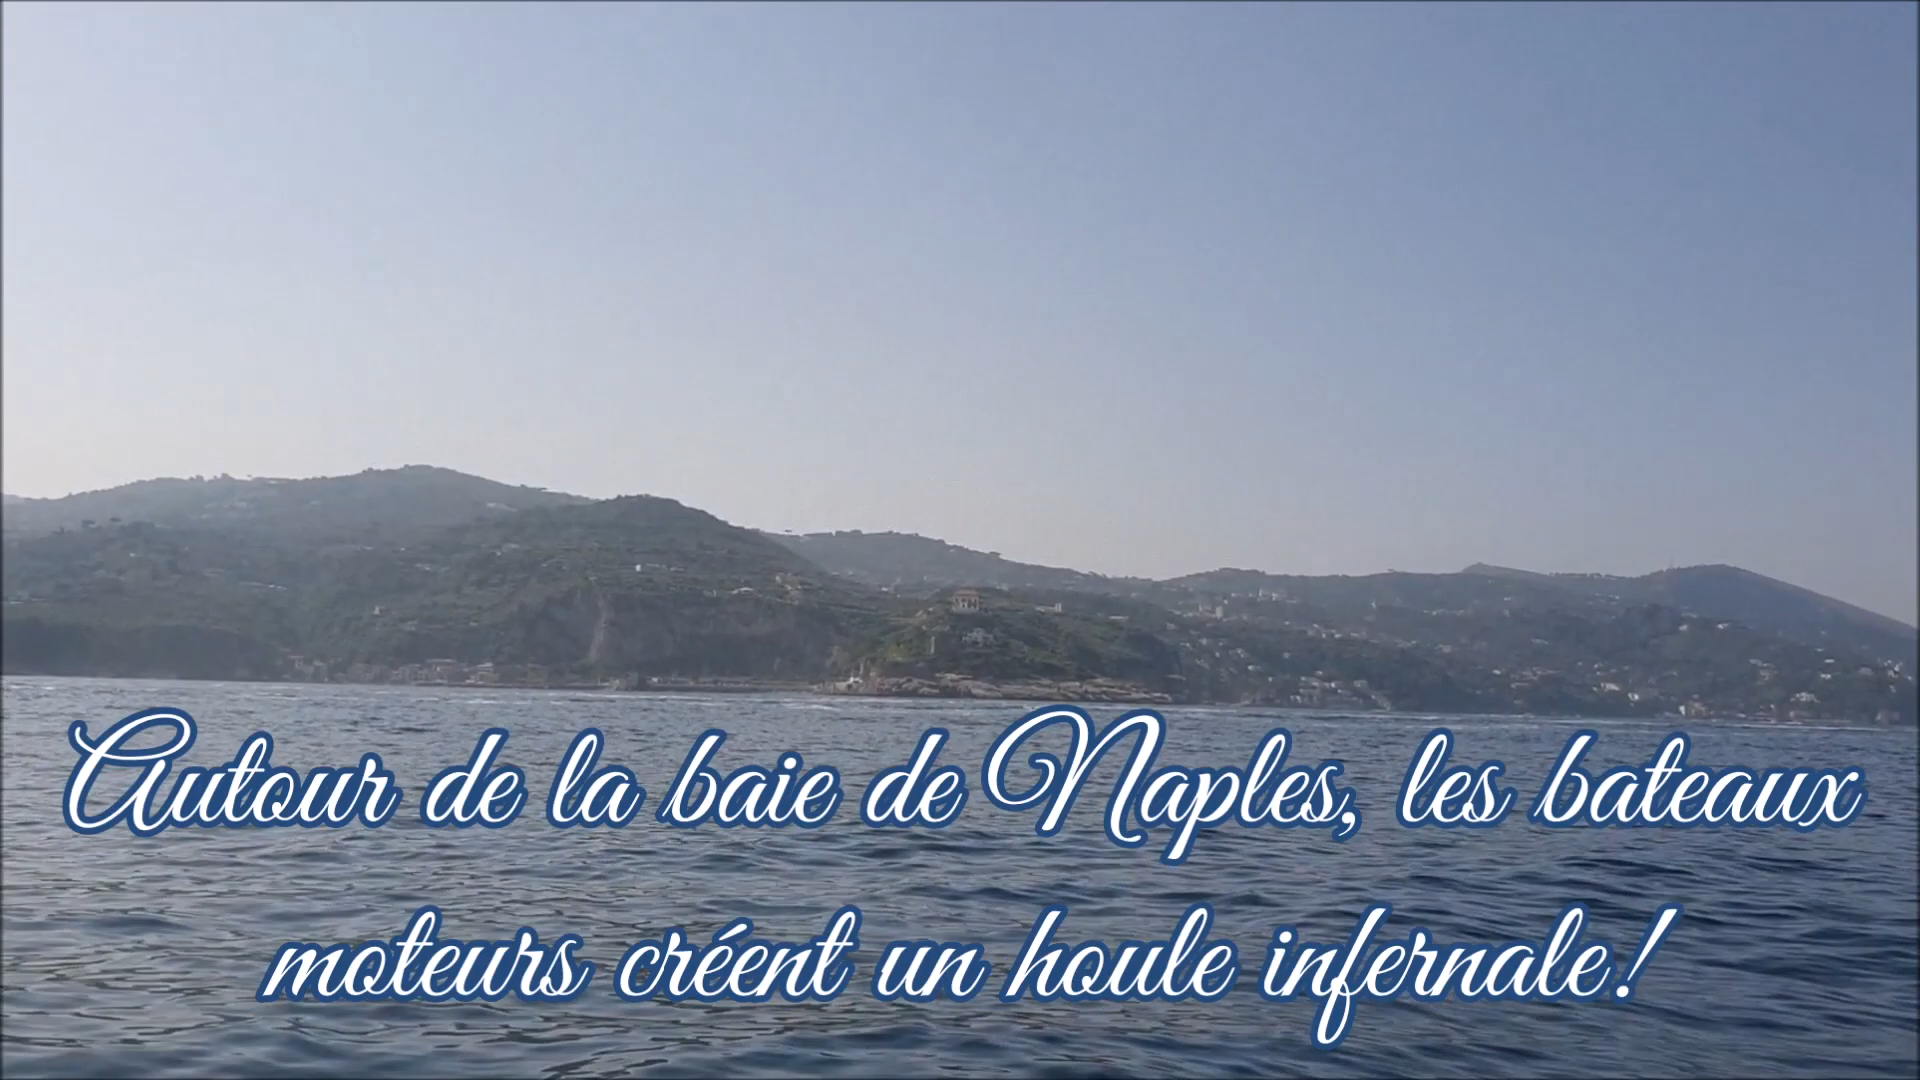 Autour de la baie de Naples, les bateaux
moteurs créent un houle infernale!